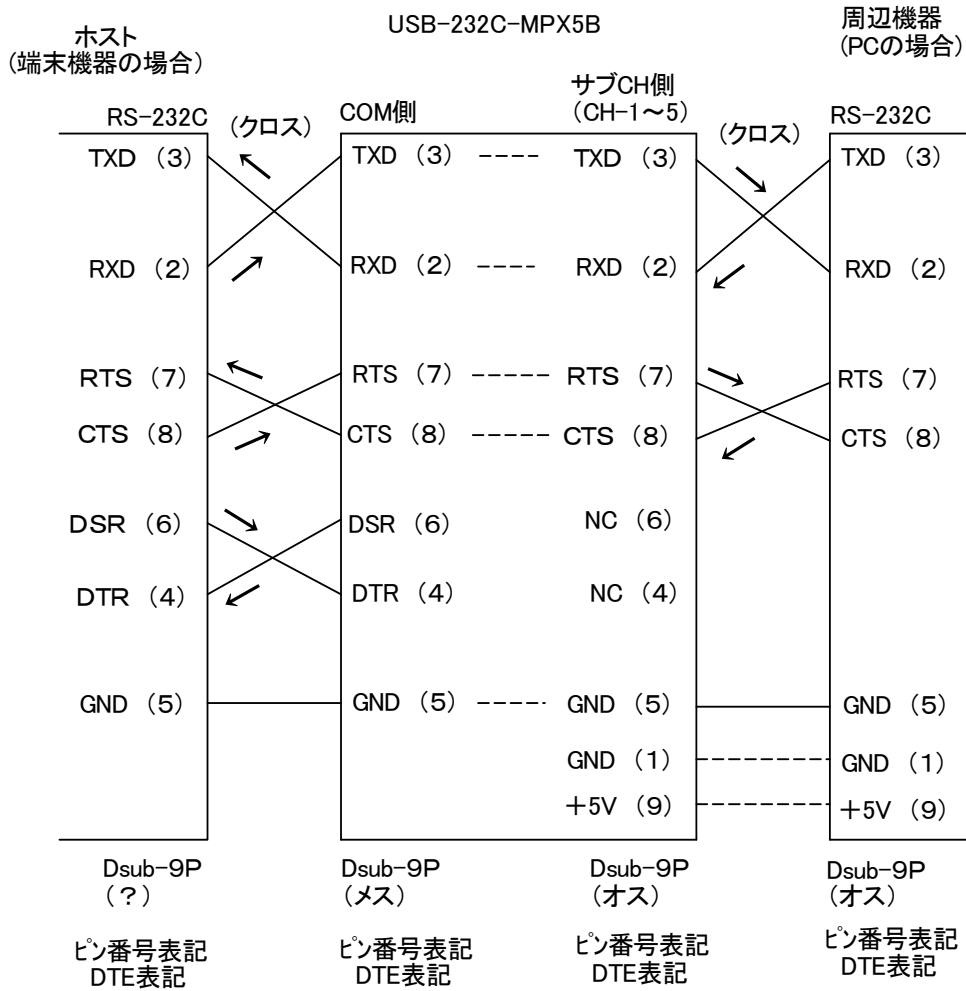 USB-232C-MPX5B
ホスト
(端末機器の場合)
周辺機器
(PCの場合)
サブCH側
(CH-1~5)
RS-232C
(クロス)
COM側
(クロス)
RS-232C
TXD (3)
TXD (3)
TXD (3)
TXD (3)
RXD (2)
RXD (2)
RXD (2)
RXD (2)
RTS (7)
RTS (7)
RTS (7)
RTS (7)
CTS (8)
CTS (8)
CTS (8)
CTS (8)
DSR (6)
DSR (6)
NC (6)
DTR (4)
DTR (4)
NC (4)
GND (5)
GND (5)
GND (5)
GND (5)
GND (1)
GND (1)
+5V (9)
+5V (9)
Dsub-9P
(?)
Dsub-9P
(メス)
Dsub-9P
(オス)
Dsub-9P
(オス)
ピン番号表記
DTE表記
ピン番号表記
DTE表記
ピン番号表記
DTE表記
ピン番号表記
DTE表記